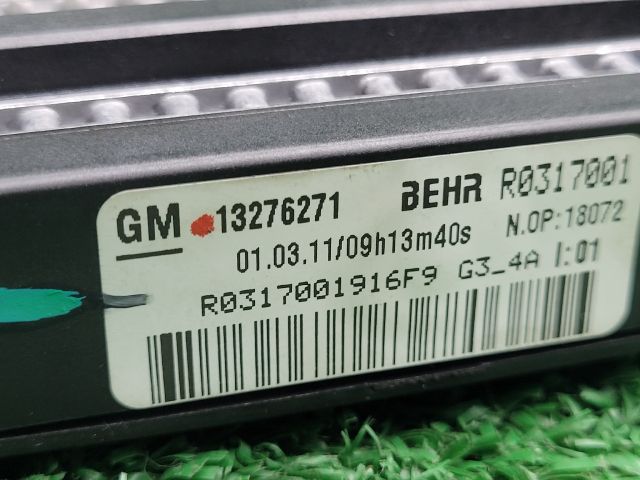 GM 13276271 BEHR R0317001
01.03.11/09h13m40s N.OP:18072
R0317001916F9 G3_4A I:01